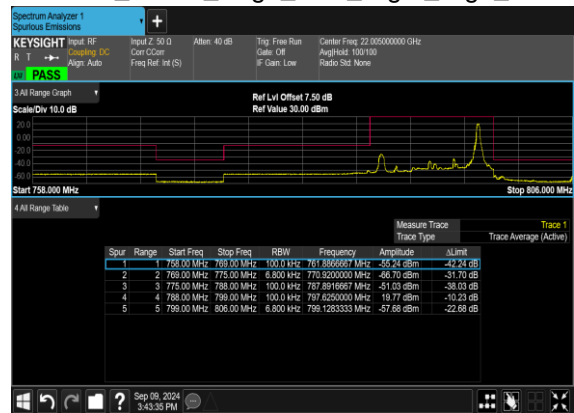 Spectrum Analyzer 1
Spurious Emissions
+
KEYSIGHT Input: RF Input Z: 50 Ω Atten: 40 dB Trig: Free Run Center Freq: 22.005000000 GHz
R T Coupling: DC Corr CCorr Gate: Off Avg|Hold: 100/100
Align: Auto Freq Ref: Int (S) IF Gain: Low Radio Std: None
PASS
3 All Range Graph Ref Lvl Offset 7.50 dB
Scale/Div 10.0 dB Ref Value 30.00 dBm
20.0
0.00
-20.0
-40.0
-60.0
Start 758.000 MHz Stop 806.000 MHz
4 All Range Table
Measure Trace Trace 1
Trace Type Trace Average (Active)
Spur Range Start Freq Stop Freq RBW Frequency Amplitude ΔLimit
1 1 758.00 MHz 769.00 MHz 100.0 kHz 761.8866667 MHz -55.24 dBm -42.24 dB
2 2 769.00 MHz 775.00 MHz 6.800 kHz 770.9200000 MHz -66.70 dBm -31.70 dB
3 3 775.00 MHz 788.00 MHz 100.0 kHz 787.8916667 MHz -51.03 dBm -38.03 dB
4 4 788.00 MHz 799.00 MHz 100.0 kHz 797.6250000 MHz 19.77 dBm -10.23 dB
5 5 799.00 MHz 806.00 MHz 6.800 kHz 799.1283333 MHz -57.68 dBm -22.68 dB
? Sep 09, 2024
3:43:35 PM